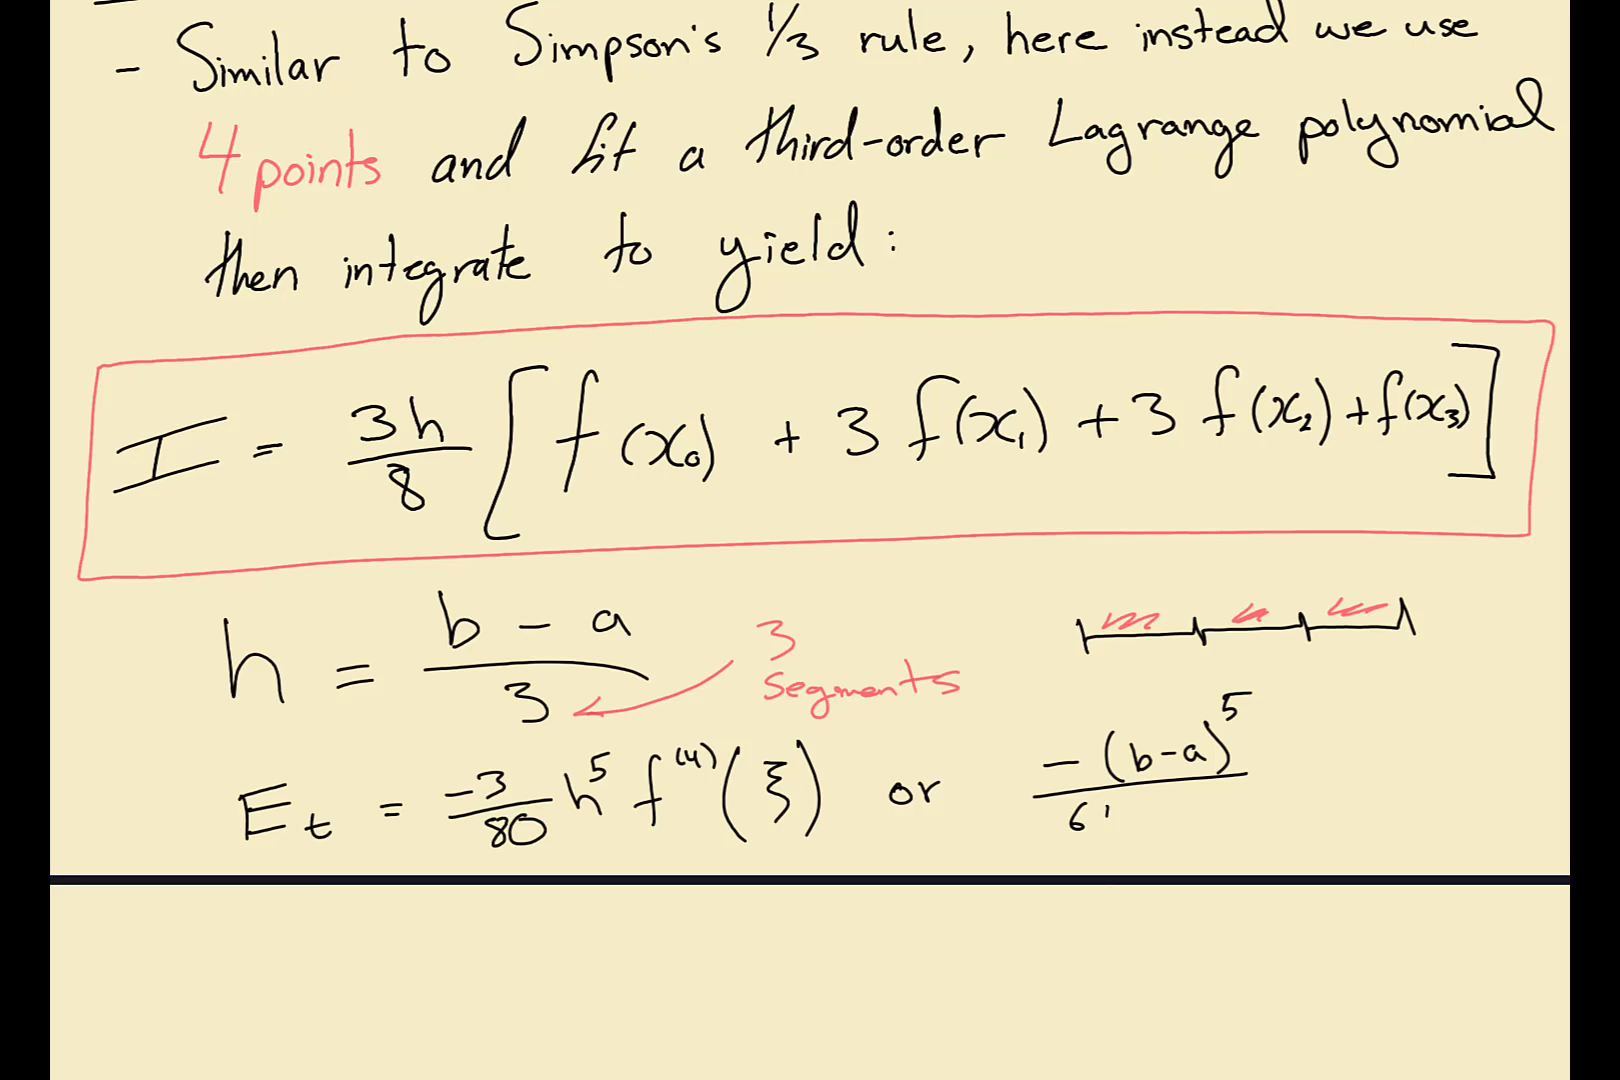 - Similar to Simpson's 1/3 rule, here instead we use
4 points and fit a third-order Lagrange polynomial
then integrate to yield:
I = 3h/8 [f(x₀) + 3 f(x₁) + 3 f(x₂) + f(x₃)]
h = b - a / 3
3 segments
E_t = -3/80 h⁵ f⁽⁴⁾(ξ) or -(b-a)⁵ / 6